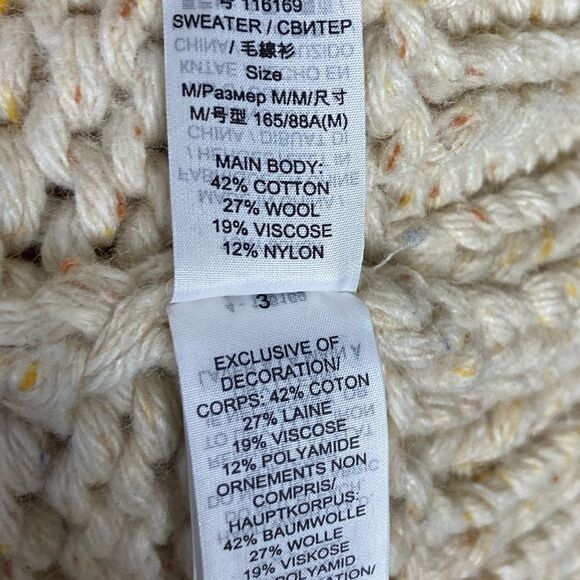 号 116169
SWEATER / СВИТЕР
/ 毛線衫
Size
M/Размер M/M/尺寸
M/号型 165/88A(M)
MAIN BODY:
42% COTTON
27% WOOL
19% VISCOSE
12% NYLON
3
EXCLUSIVE OF
DECORATION/
CORPS: 42% COTON
27% LAINE
19% VISCOSE
12% POLYAMIDE
ORNEMENTS NON
COMPRIS/
HAUPTKORPUS:
42% BAUMWOLLE
27% WOLLE
19% VISKOSE
POLYAMID